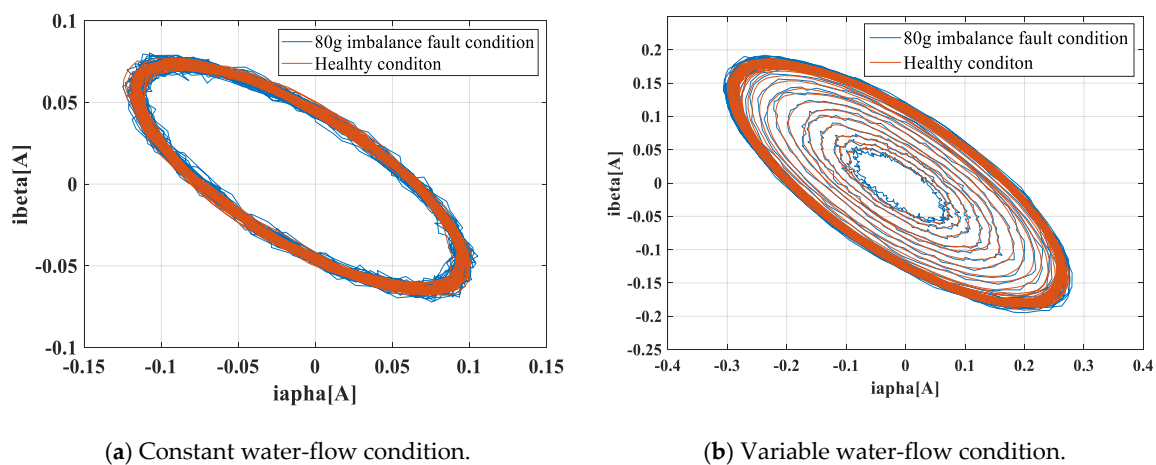 0.1
0.05
0
-0.05
-0.1
ibeta[A]
80g imbalance fault condition
Healhty conditon
-0.15 -0.1 -0.05 0 0.05 0.1 0.15
iapha[A]
(a) Constant water-flow condition.
0.2
0.15
0.1
0.05
0
-0.05
-0.1
-0.15
-0.2
-0.25
ibeta[A]
80g imbalance fault condition
Healthy conditon
-0.4 -0.3 -0.2 -0.1 0 0.1 0.2 0.3 0.4
iapha[A]
(b) Variable water-flow condition.